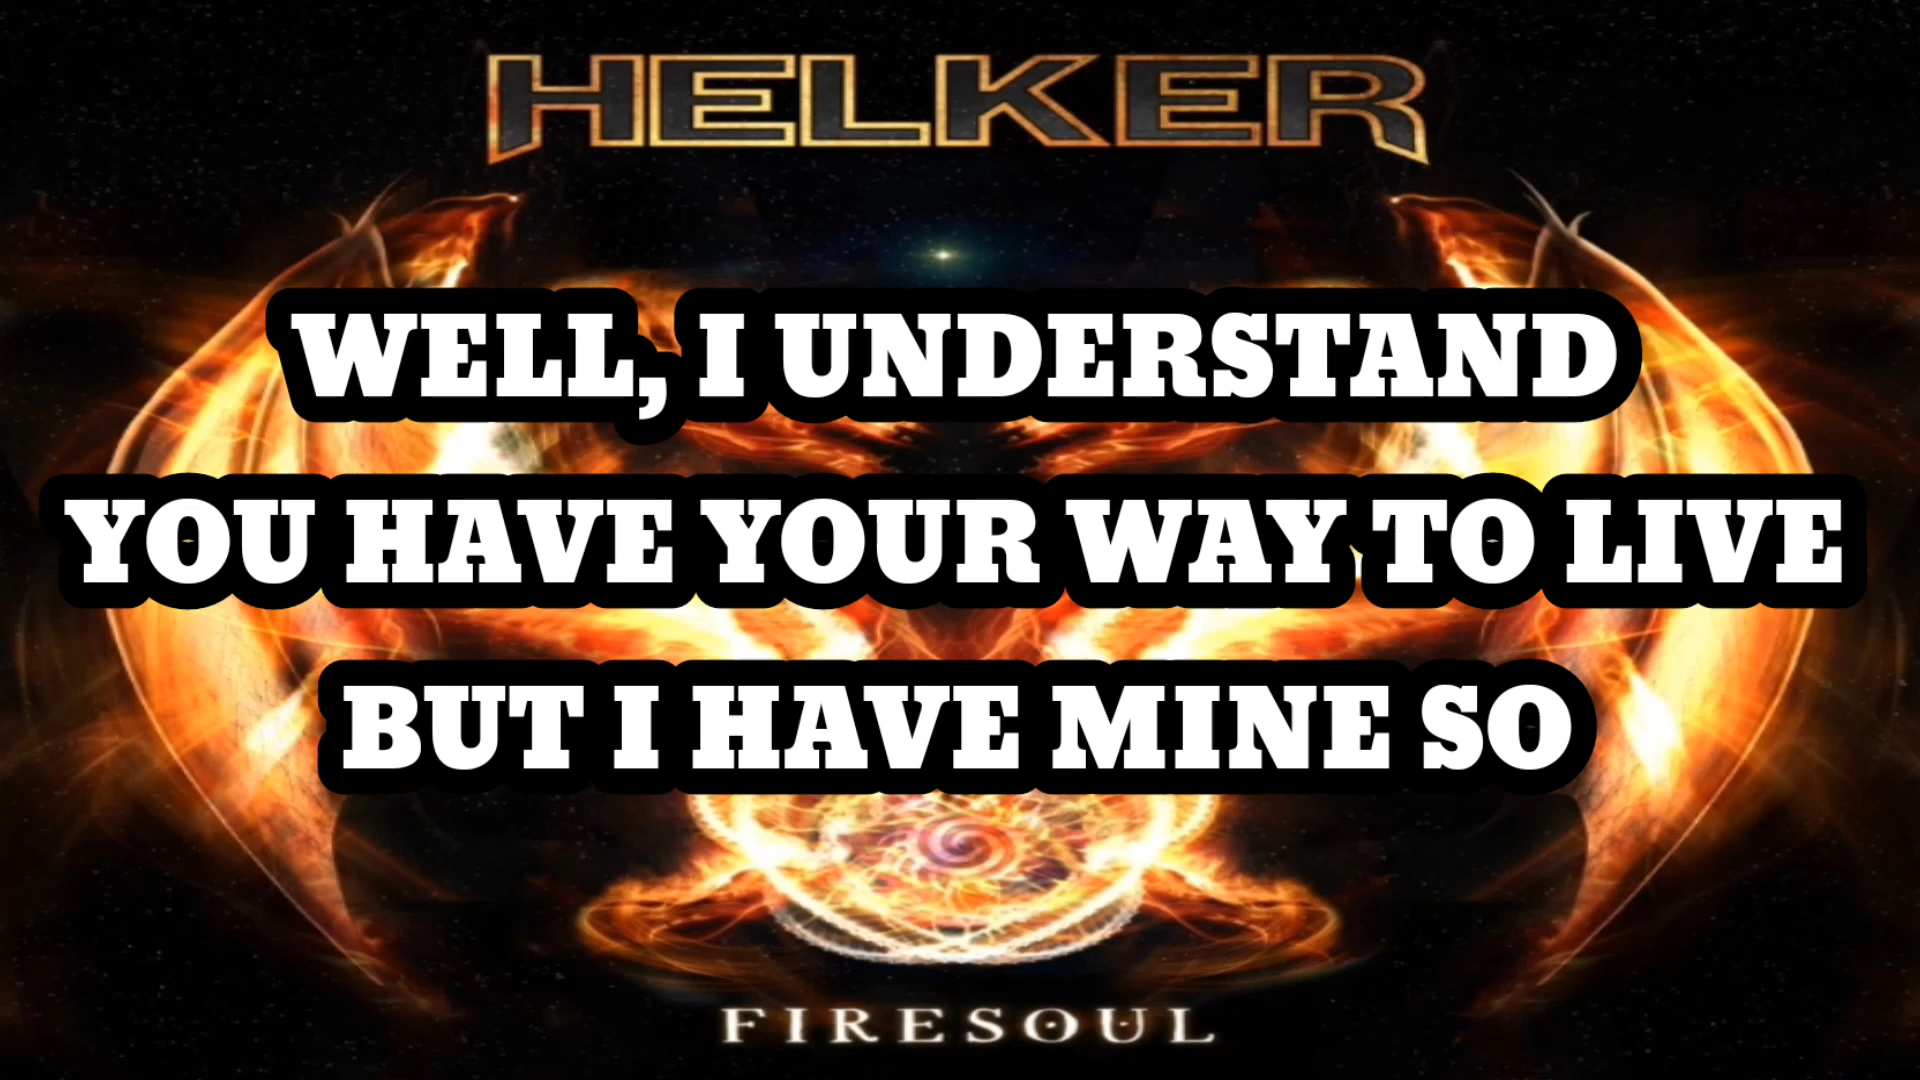 HELKER
WELL, I UNDERSTAND
YOU HAVE YOUR WAY TO LIVE
BUT I HAVE MINE SO
FIRESOUL